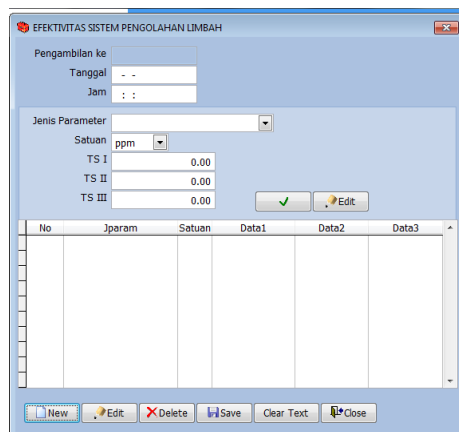 EFEKTIVITAS SISTEM PENGOLAHAN LIMBAH
Pengambilan ke
Tanggal - -
Jam : :
Jenis Parameter
Satuan ppm
TS I 0.00
TS II 0.00
TS III 0.00
Edit
No Jparam Satuan Data1 Data2 Data3
New Edit Delete Save Clear Text Close